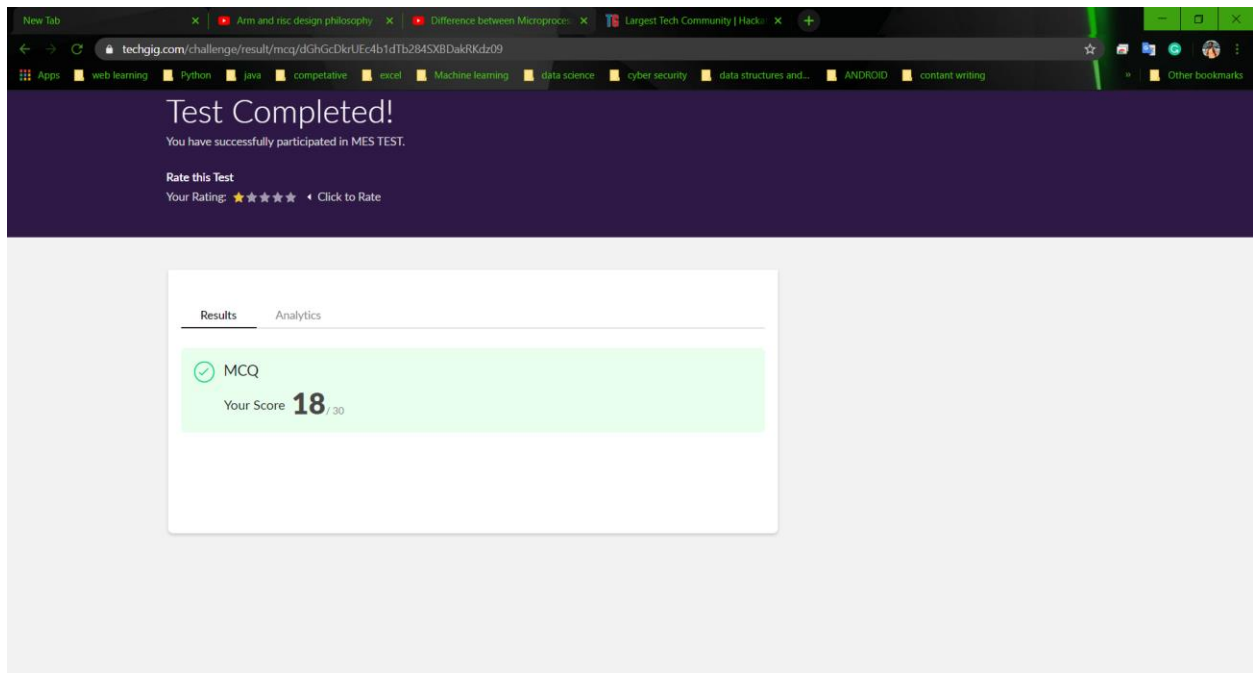 New Tab
Arm and risc design philosophy
Difference between Microproces
Largest Tech Community | Hacka
techgig.com/challenge/result/mcq/dGhGcDkrUEc4b1dTb284SXBDakRKdz09
Apps web learning Python java competative excel Machine learning data science cyber security data structures and... ANDROID contant writing » Other bookmarks
Test Completed!
You have successfully participated in MES TEST.
Rate this Test
Your Rating: Click to Rate
Results Analytics
MCQ
Your Score 18 / 30